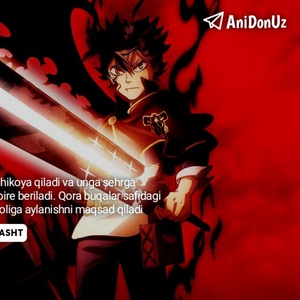 AniDonUz
hikoya qiladi va unga sehrga
bire beriladi. Qora buqalar safidagi
oliga aylanishni maqsad qiladi
ASHT